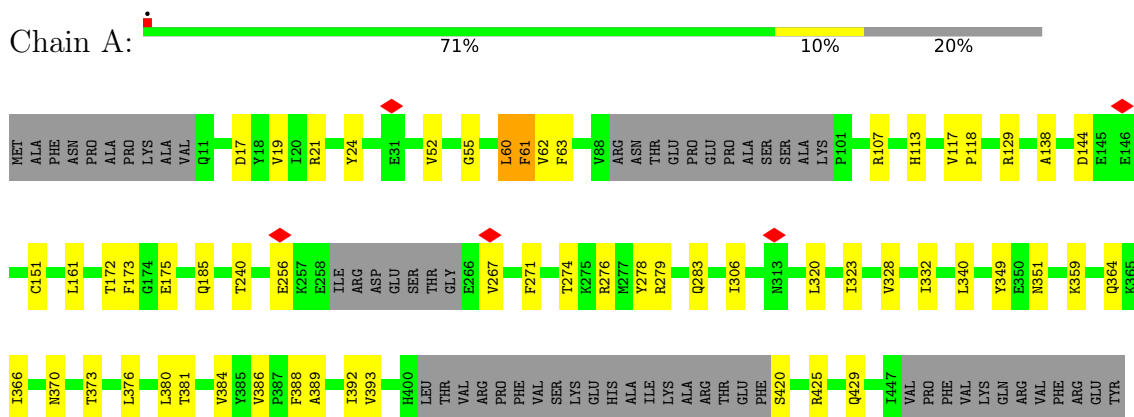 Chain A:
71% 10% 20%
MET ALA PHE ASN PRO ALA PRO LYS ALA VAL Q11 D17 Y18 V19 I20 R21 Y24 E31 V52 G55 L60 F61 V62 F63 V88 ARG ASN THR GLU PRO GLU PRO ALA SER SER ALA LYS P101 R107 H113 V117 P118 R129 A138 D144 E145 E146
C151 L161 T172 F173 G174 E175 Q185 T240 E256 K257 E258 ILE ARG ASP GLU SER THR GLY E266 V267 F271 T274 K275 R276 M277 Y278 R279 Q283 I306 N313 L320 I323 V328 I332 L340 Y349 E350 N351 K359 Q364 K365
I366 N370 T373 L376 L380 T381 V384 Y385 V386 P387 F388 A389 I392 V393 H400 LEU THR VAL ARG PRO PHE VAL SER LYS GLU HIS ALA ILE LYS ALA ARG THR GLU PHE S420 R425 Q429 I447 VAL PRO PHE VAL LYS GLN ARG VAL PHE ARG GLU TYR